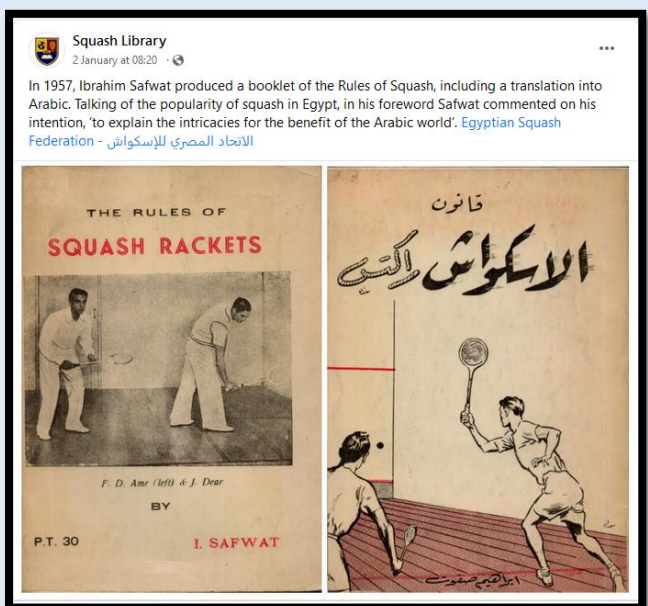 Squash Library
2 January at 08:20
In 1957, Ibrahim Safwat produced a booklet of the Rules of Squash, including a translation into
Arabic. Talking of the popularity of squash in Egypt, in his foreword Safwat commented on his
intention, ‘to explain the intricacies for the benefit of the Arabic world’. Egyptian Squash
Federation - الاتحاد المصري للإسكواش
THE RULES OF
SQUASH RACKETS
F. D. Amr (left) & J. Dear
BY
P.T. 30
I. SAFWAT
قانون
الاسكواش راكتس
ابراهيم صفوت